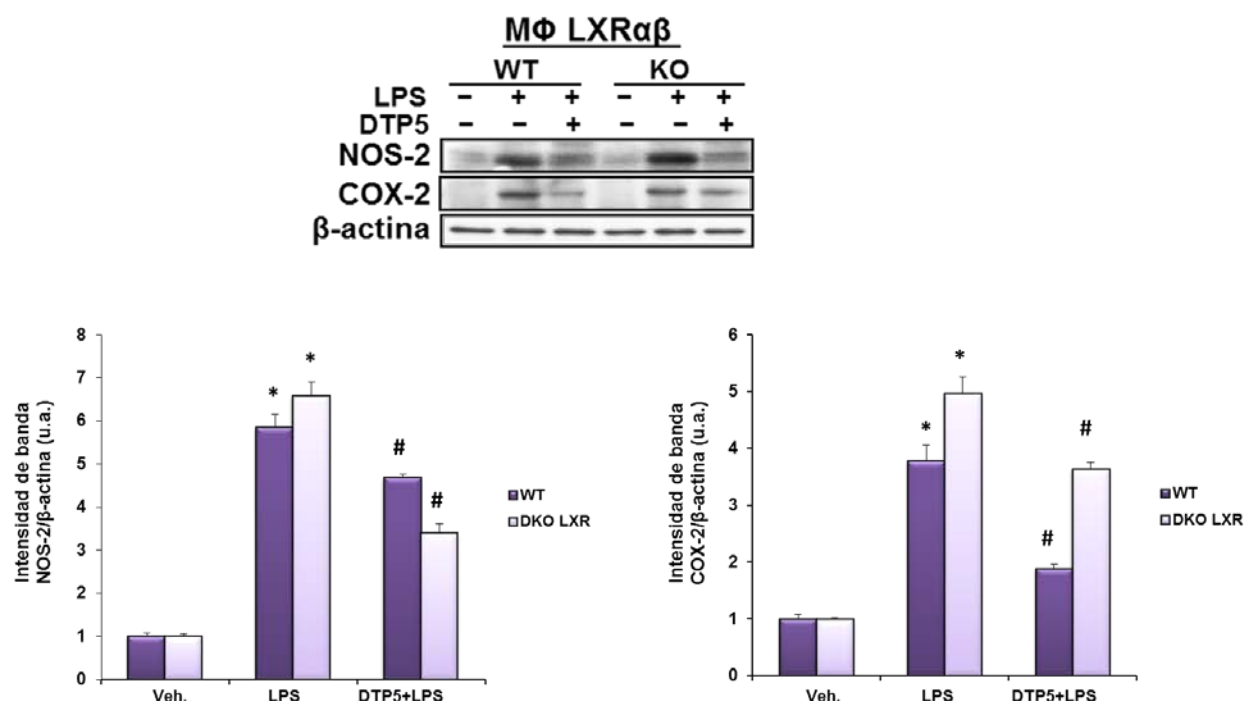 MΦ LXRαβ
WT KO
LPS – + + – + +
DTP5 – – + – – +
NOS-2
COX-2
β-actina
8
7
6
5
4
3
2
1
0
Intensidad de banda
NOS-2/β-actina (u.a.)
* *
# #
Veh. LPS DTP5+LPS
WT
DKO LXR
6
5
4
3
2
1
0
Intensidad de banda
COX-2/β-actina (u.a.)
* *
# #
Veh. LPS DTP5+LPS
WT
DKO LXR